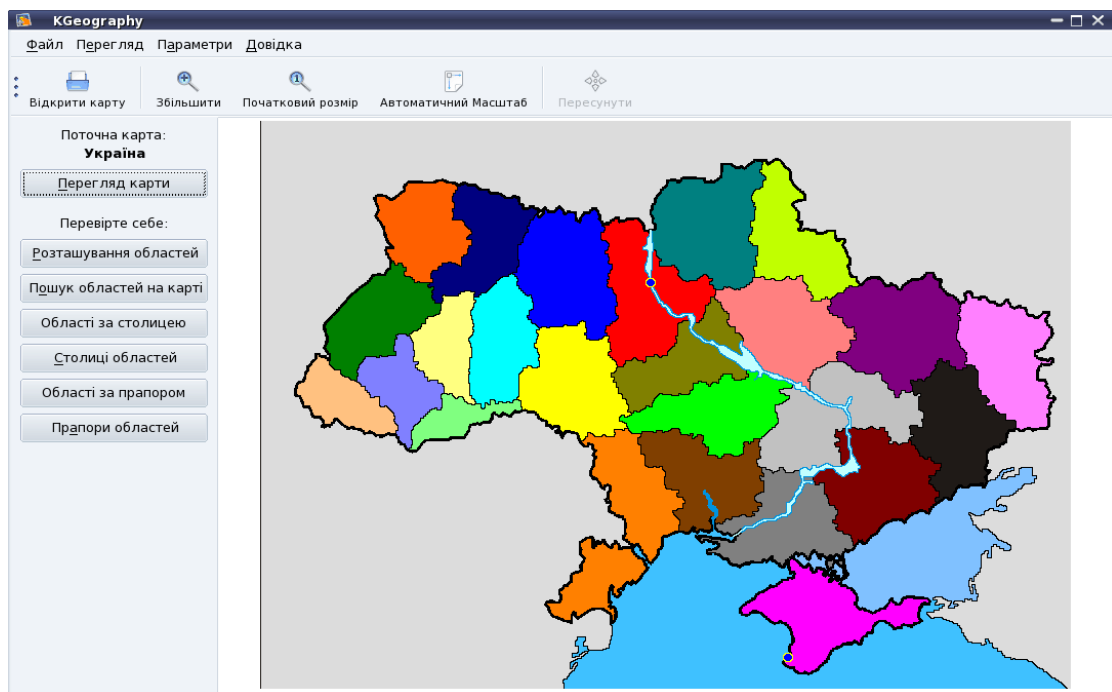 KGeography
Файл Перегляд Параметри Довідка
Відкрити карту Збільшити Початковий розмір Автоматичний Масштаб Пересунути
Поточна карта:
Україна
Перегляд карти
Перевірте себе:
Розташування областей
Пошук областей на карті
Області за столицею
Столиці областей
Області за прапором
Прапори областей